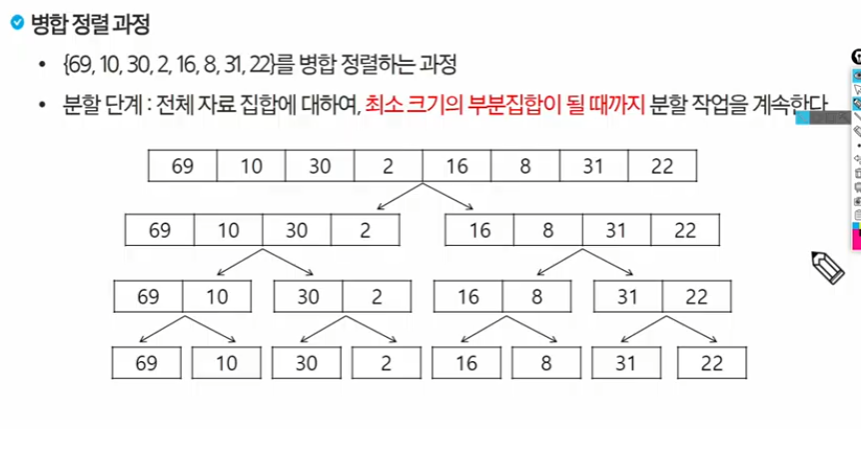 병합 정렬 과정
• {69, 10, 30, 2, 16, 8, 31, 22}를 병합 정렬하는 과정
• 분할 단계 : 전체 자료 집합에 대하여, 최소 크기의 부분집합이 될 때까지 분할 작업을 계속한다
69 10 30 2 16 8 31 22
69 10 30 2 16 8 31 22
69 10 30 2 16 8 31 22
69 10 30 2 16 8 31 22